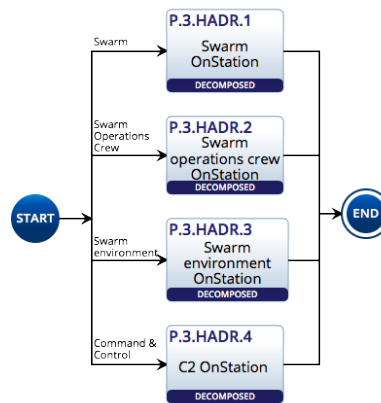 P.3.HADR.1
Swarm
Swarm
OnStation
DECOMPOSED
P.3.HADR.2
Swarm
Operations
Crew
Swarm
operations crew
OnStation
DECOMPOSED
START
END
P.3.HADR.3
Swarm
environment
Swarm
environment
OnStation
DECOMPOSED
P.3.HADR.4
Command &
Control
C2 OnStation
DECOMPOSED